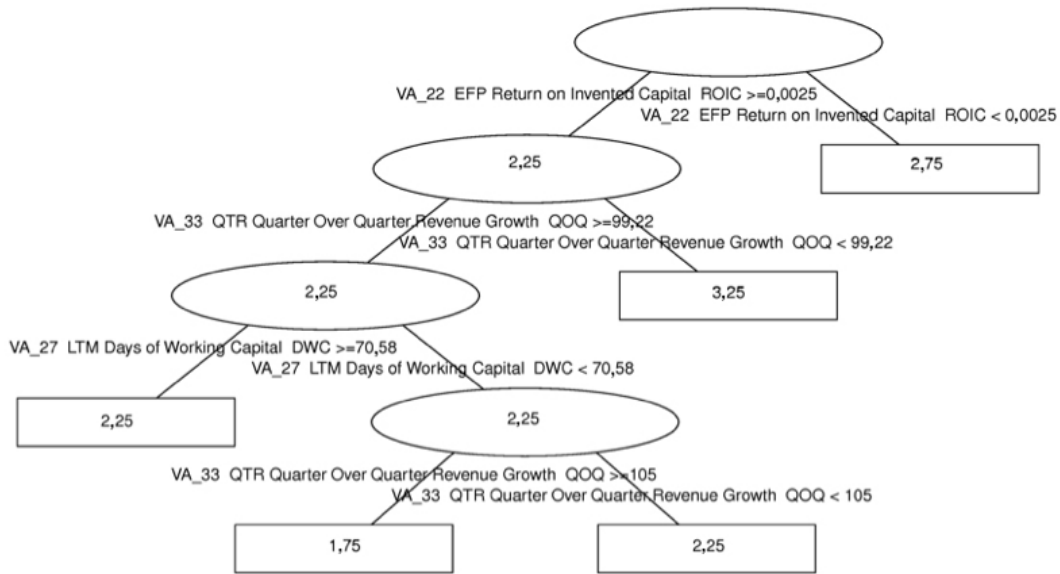 VA_22 EFP Return on Invented Capital ROIC >=0,0025
VA_22 EFP Return on Invented Capital ROIC < 0,0025
2,25
2,75
VA_33 QTR Quarter Over Quarter Revenue Growth QOQ >=99,22
VA_33 QTR Quarter Over Quarter Revenue Growth QOQ < 99,22
2,25
3,25
VA_27 LTM Days of Working Capital DWC >=70,58
VA_27 LTM Days of Working Capital DWC < 70,58
2,25
2,25
VA_33 QTR Quarter Over Quarter Revenue Growth QOQ >=105
VA_33 QTR Quarter Over Quarter Revenue Growth QOQ < 105
1,75
2,25